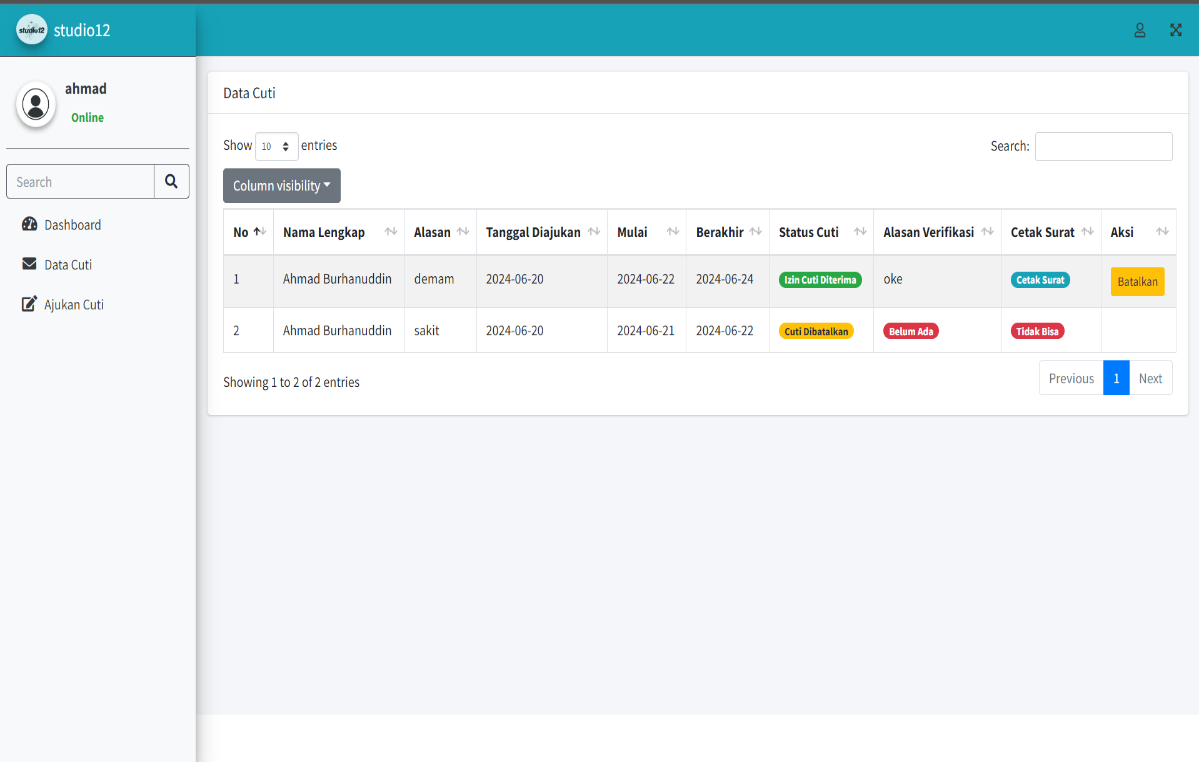 studio12 studio12
ahmad
Online
Search
Dashboard
Data Cuti
Ajukan Cuti
Data Cuti
Show 10 entries Search:
Column visibility
No Nama Lengkap Alasan Tanggal Diajukan Mulai Berakhir Status Cuti Alasan Verifikasi Cetak Surat Aksi
1 Ahmad Burhanuddin demam 2024-06-20 2024-06-22 2024-06-24 Izin Cuti Diterima oke Cetak Surat Batalkan
2 Ahmad Burhanuddin sakit 2024-06-20 2024-06-21 2024-06-22 Cuti Dibatalkan Belum Ada Tidak Bisa
Showing 1 to 2 of 2 entries Previous 1 Next